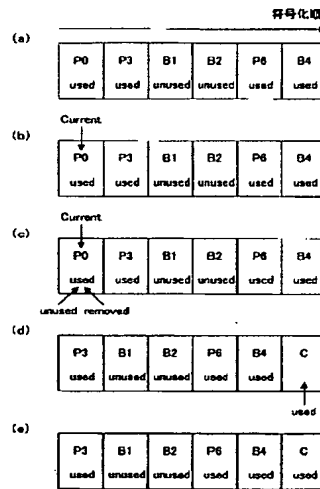 符号化順
(a)
P0 P3 B1 B2 P6 B4
used used unused unused used used
(b)
Current
P0 P3 B1 B2 P6 B4
used used unused unused used used
(c)
Current
P0 P3 B1 B2 P6 B4
used used unused unused used used
unused removed
(d)
P3 B1 B2 P6 B4 C
used unused unused used used
used
(e)
P3 B1 B2 P6 B4 C
used unused unused used used used